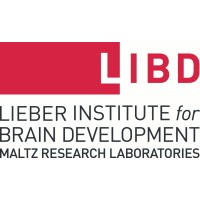 LIBD
LIEBER INSTITUTE for
BRAIN DEVELOPMENT
MALTZ RESEARCH LABORATORIES